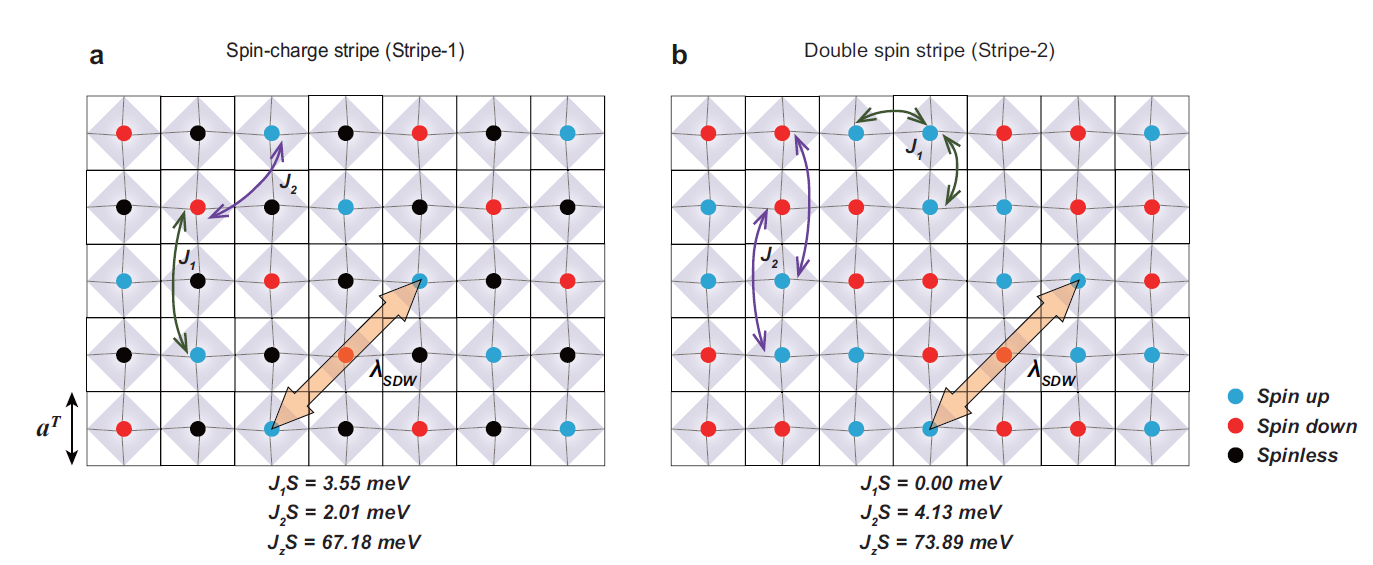 a Spin-charge stripe (Stripe-1)
b Double spin stripe (Stripe-2)
J2
J1
λSDW
aT
J1S = 3.55 meV
J2S = 2.01 meV
JzS = 67.18 meV
J1
J2
λSDW
J1S = 0.00 meV
J2S = 4.13 meV
JzS = 73.89 meV
Spin up
Spin down
Spinless